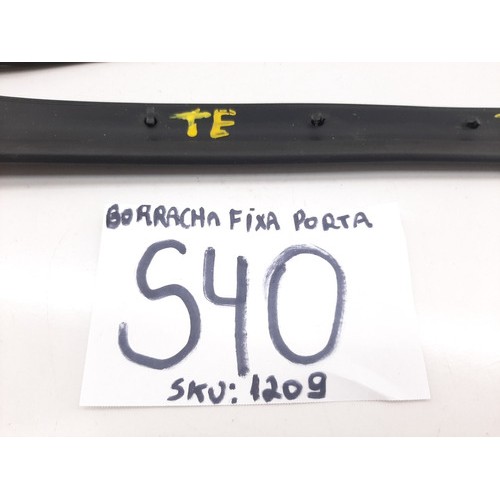 TE
BORRACHA FIXA PORTA
S40
SKU: 1209